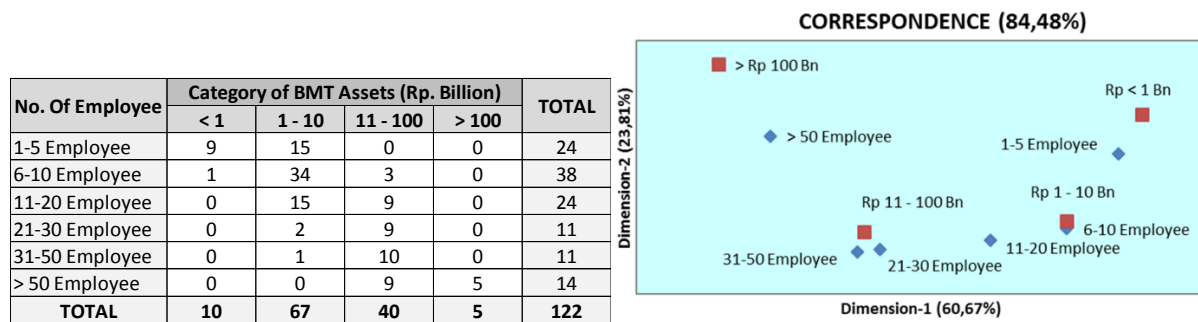 No. Of Employee Category of BMT Assets (Rp. Billion) TOTAL
< 1 1 - 10 11 - 100 > 100
1-5 Employee 9 15 0 0 24
6-10 Employee 1 34 3 0 38
11-20 Employee 0 15 9 0 24
21-30 Employee 0 2 9 0 11
31-50 Employee 0 1 10 0 11
> 50 Employee 0 0 9 5 14
TOTAL 10 67 40 5 122
CORRESPONDENCE (84,48%)
Dimension-2 (23,81%)
> Rp 100 Bn
Rp < 1 Bn
> 50 Employee
1-5 Employee
Rp 11 - 100 Bn
Rp 1 - 10 Bn
6-10 Employee
11-20 Employee
31-50 Employee
21-30 Employee
Dimension-1 (60,67%)